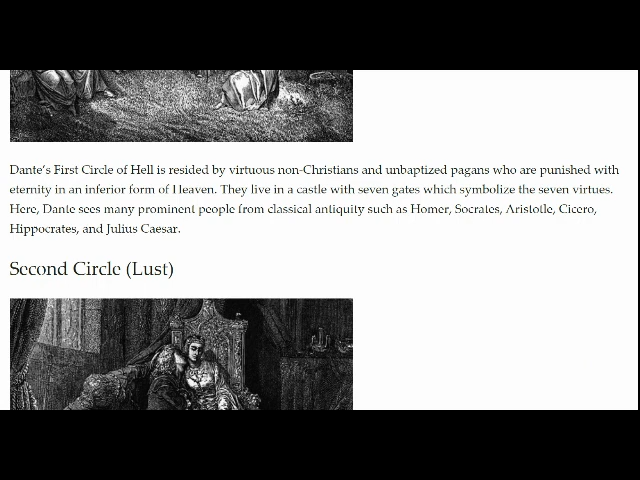 Dante's First Circle of Hell is resided by virtuous non-Christians and unbaptized pagans who are punished with
eternity in an inferior form of Heaven. They live in a castle with seven gates which symbolize the seven virtues.
Here, Dante sees many prominent people from classical antiquity such as Homer, Socrates, Aristotle, Cicero,
Hippocrates, and Julius Caesar.
Second Circle (Lust)